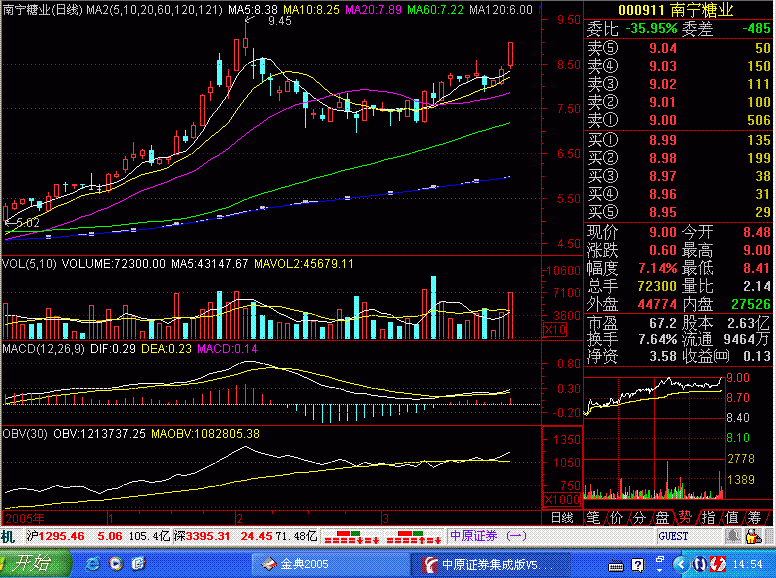 南宁糖业(日线) MA2(5,10,20,60,120,121) MA5:8.38 MA10:8.25 MA20:7.89 MA60:7.22 MA120:6.00
9.45
5.02
9.50
8.50
7.50
6.50
5.50
4.50
VOL(5,10) VOLUME:72300.00 MA5:43147.67 MAVOL2:45679.11
10800
7100
3600
X10
MACD(12,26,9) DIF:0.29 DEA:0.23 MACD:0.14
0.80
0.30
-0.20
OBV(30) OBV:1213737.25 MAOBV:1082805.38
1350
1050
750
X1000
2005年 1 2 3 日线
000911 南宁糖业
委比 -35.95% 委差 -485
卖⑤ 9.04 50
卖④ 9.03 150
卖③ 9.02 111
卖② 9.01 100
卖① 9.00 506
买① 8.99 135
买② 8.98 199
买③ 8.97 38
买④ 8.96 31
买⑤ 8.95 29
现价 9.00 今开 8.48
涨跌 0.60 最高 9.00
幅度 7.14% 最低 8.41
总手 72300 量比 2.14
外盘 44774 内盘 27526
市盈 67.2 股本 2.63亿
换手 7.64% 流通 9464万
净资 3.58 收益㈣ 0.13
9.00
8.70
8.40
8.10
2778
1389
笔 价 分 盘 势 指 值 筹
机 沪1295.46 5.06 105.4亿 深3395.31 24.45 71.48亿 中原证券 (一) GUEST
开始 金典2005 中原证券集成版V5... 14:54